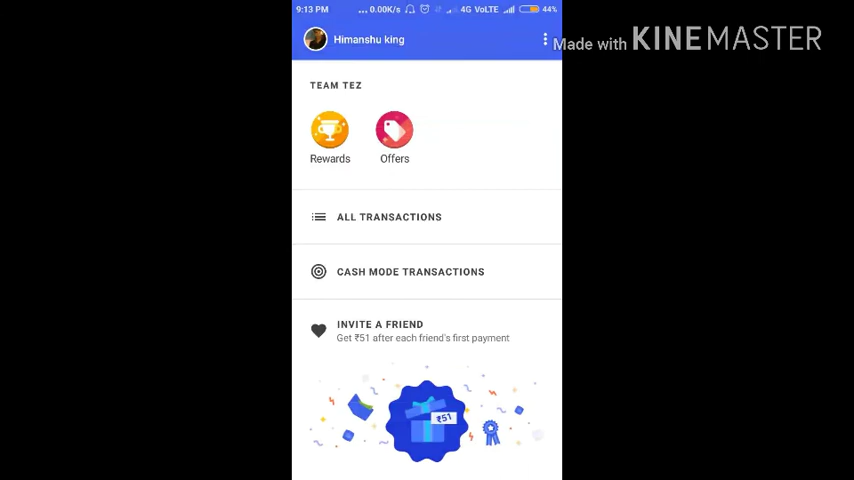 9:13 PM ... 0.00K/s 4G VoLTE 44%
Himanshu king
Made with KINEMASTER
TEAM TEZ
Rewards Offers
ALL TRANSACTIONS
CASH MODE TRANSACTIONS
INVITE A FRIEND
Get ₹51 after each friend's first payment
₹51